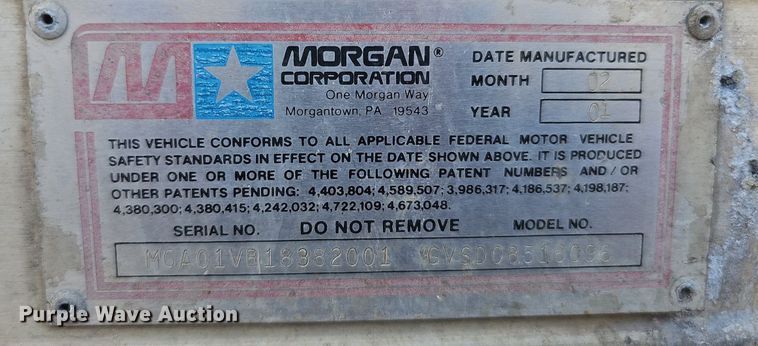 MORGAN®
CORPORATION
One Morgan Way
Morgantown, PA 19543
DATE MANUFACTURED
MONTH 02
YEAR 01
THIS VEHICLE CONFORMS TO ALL APPLICABLE FEDERAL MOTOR VEHICLE
SAFETY STANDARDS IN EFFECT ON THE DATE SHOWN ABOVE. IT IS PRODUCED
UNDER ONE OR MORE OF THE FOLLOWING PATENT NUMBERS AND/OR
OTHER PATENTS PENDING: 4,403,804; 4,589,507; 3,986,317; 4,186,537; 4,198,187;
4,380,300; 4,380,415; 4,242,032; 4,722,109; 4,673,048.
SERIAL NO. DO NOT REMOVE MODEL NO.
MGA01VB18382001 GVSD08516096
Purple Wave Auction